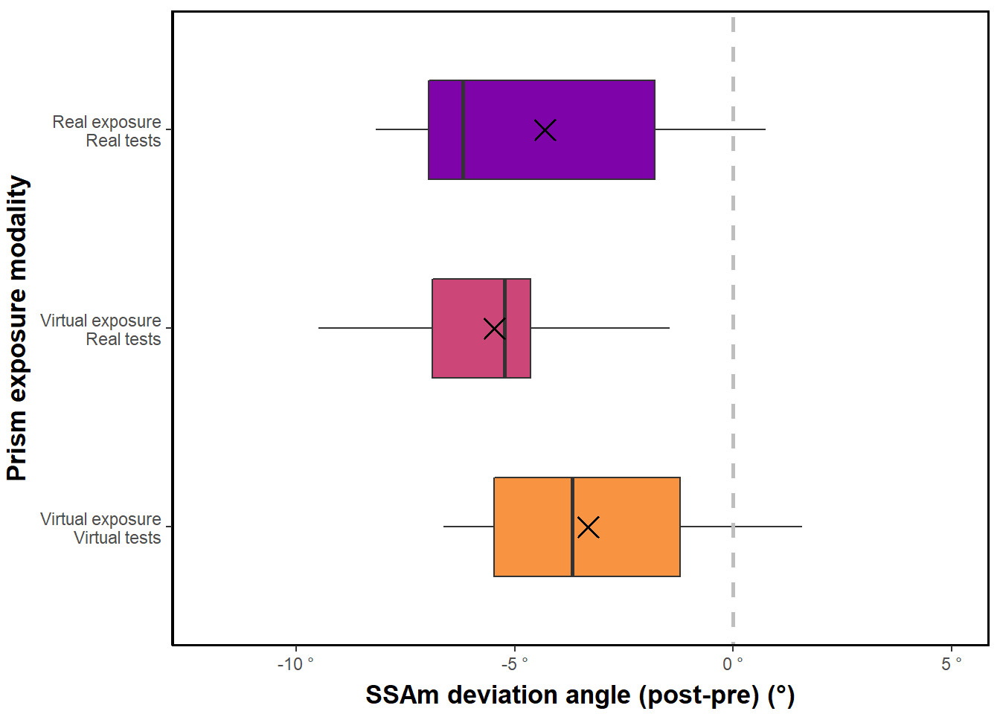 Prism exposure modality
Real exposure
Real tests
Virtual exposure
Real tests
Virtual exposure
Virtual tests
-10 °
-5 °
0 °
5 °
SSAm deviation angle (post-pre) (°)